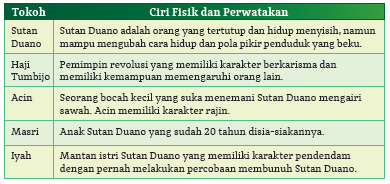 Tokoh Ciri Fisik dan Perwatakan
Sutan Duano Sutan Duano adalah orang yang tertutup dan hidup menyisih, namun
mampu mengubah cara hidup dan pola pikir penduduk yang beku.
Haji Tumbijo Pemimpin revolusi yang memiliki karakter berkarisma dan
memiliki kemampuan memengaruhi orang lain.
Acin Seorang bocah kecil yang suka menemani Sutan Duano mengairi
sawah. Acin memiliki karakter rajin.
Masri Anak Sutan Duano yang sudah 20 tahun disia-siakannya.
Iyah Mantan istri Sutan Duano yang memiliki karakter pendendam
dengan pernah melakukan percobaan membunuh Sutan Duano.